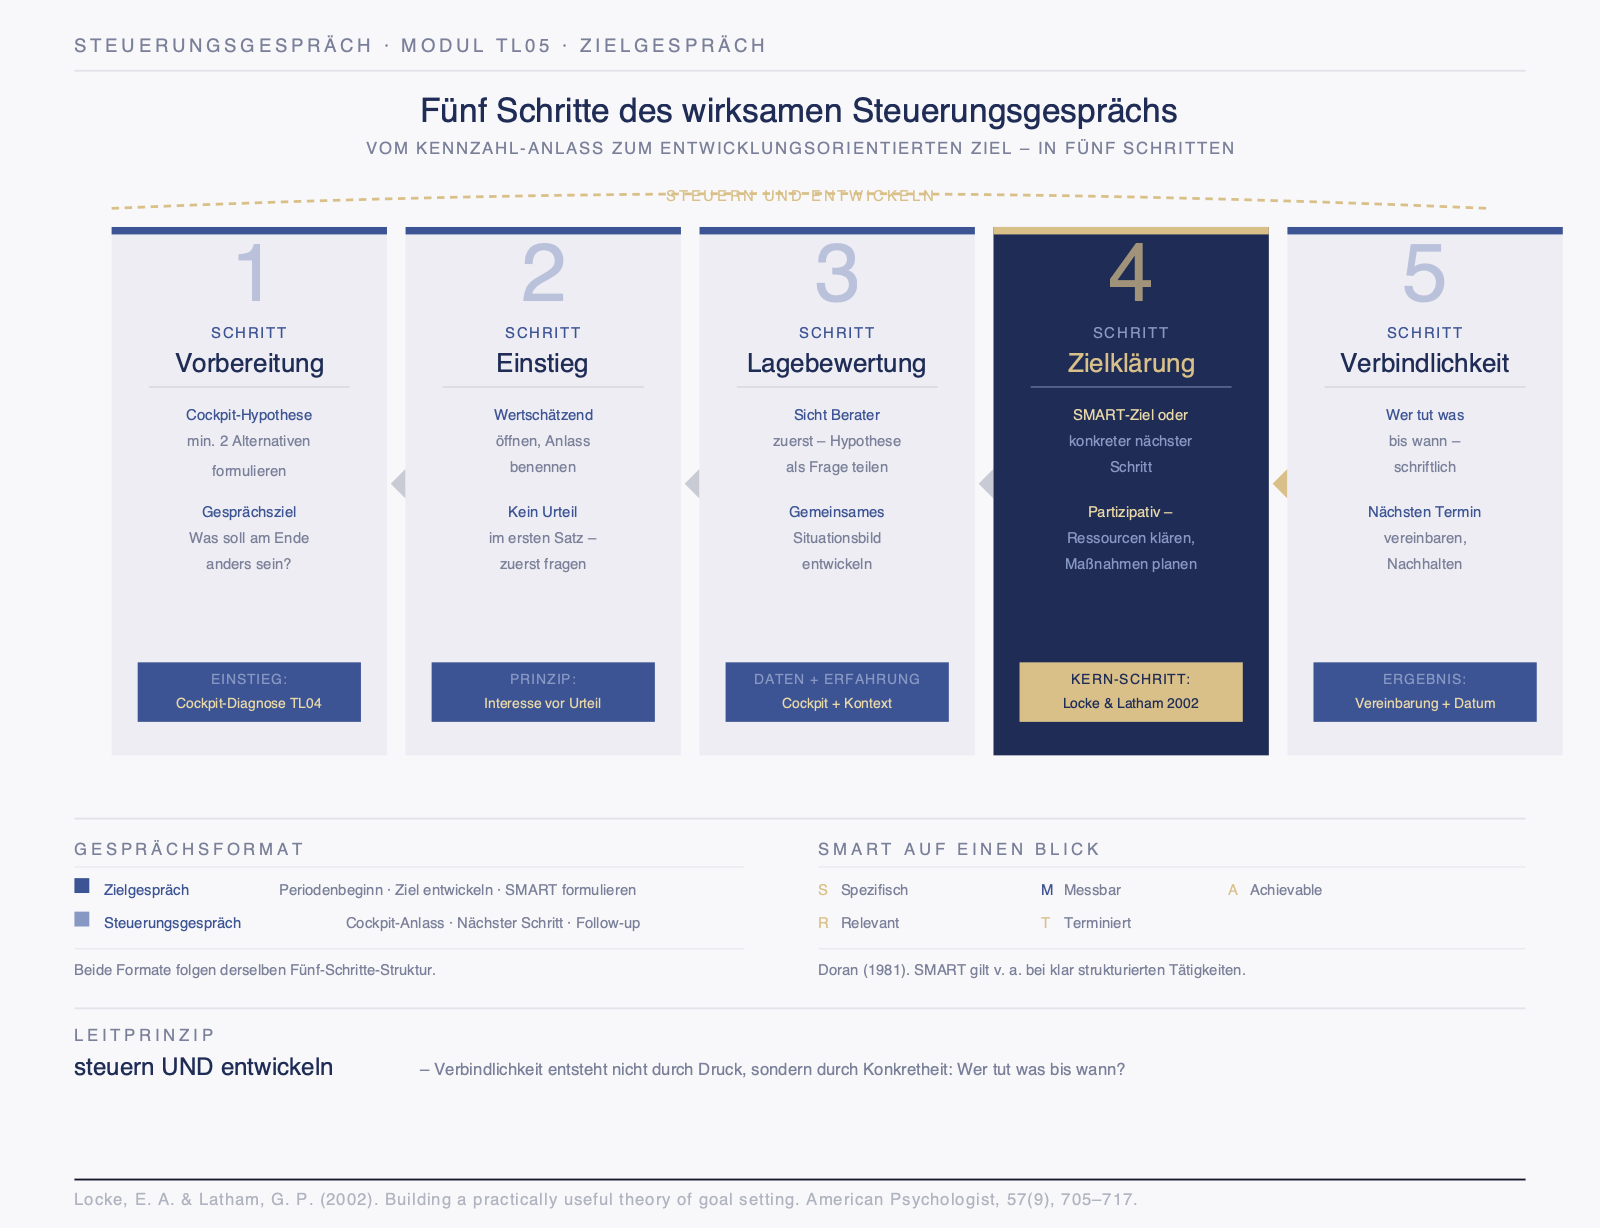 STEUERUNGSGESPRÄCH · MODUL TL05 · ZIELGESPRÄCH
Fünf Schritte des wirksamen Steuerungsgesprächs
VOM KENNZAHL-ANLASS ZUM ENTWICKLUNGSORIENTIERTEN ZIEL – IN FÜNF SCHRITTEN
STEUERN UND ENTWICKELN
1
SCHRITT
Vorbereitung
Cockpit-Hypothese
min. 2 Alternativen
formulieren
Gesprächsziel
Was soll am Ende
anders sein?
EINSTIEG:
Cockpit-Diagnose TL04
2
SCHRITT
Einstieg
Wertschätzend
öffnen, Anlass
benennen
Kein Urteil
im ersten Satz –
zuerst fragen
PRINZIP:
Interesse vor Urteil
3
SCHRITT
Lagebewertung
Sicht Berater
zuerst – Hypothese
als Frage teilen
Gemeinsames
Situationsbild
entwickeln
DATEN + ERFAHRUNG
Cockpit + Kontext
4
SCHRITT
Zielklärung
SMART-Ziel oder
konkreter nächster
Schritt
Partizipativ –
Ressourcen klären,
Maßnahmen planen
KERN-SCHRITT:
Locke & Latham 2002
5
SCHRITT
Verbindlichkeit
Wer tut was
bis wann –
schriftlich
Nächsten Termin
vereinbaren,
Nachhalten
ERGEBNIS:
Vereinbarung + Datum
GESPRÄCHSFORMAT
Zielgespräch Periodenbeginn · Ziel entwickeln · SMART formulieren
Steuerungsgespräch Cockpit-Anlass · Nächster Schritt · Follow-up
Beide Formate folgen derselben Fünf-Schritte-Struktur.
SMART AUF EINEN BLICK
S Spezifisch M Messbar A Achievable
R Relevant T Terminiert
Doran (1981). SMART gilt v. a. bei klar strukturierten Tätigkeiten.
LEITPRINZIP
steuern UND entwickeln – Verbindlichkeit entsteht nicht durch Druck, sondern durch Konkretheit: Wer tut was bis wann?
Locke, E. A. & Latham, G. P. (2002). Building a practically useful theory of goal setting. American Psychologist, 57(9), 705–717.